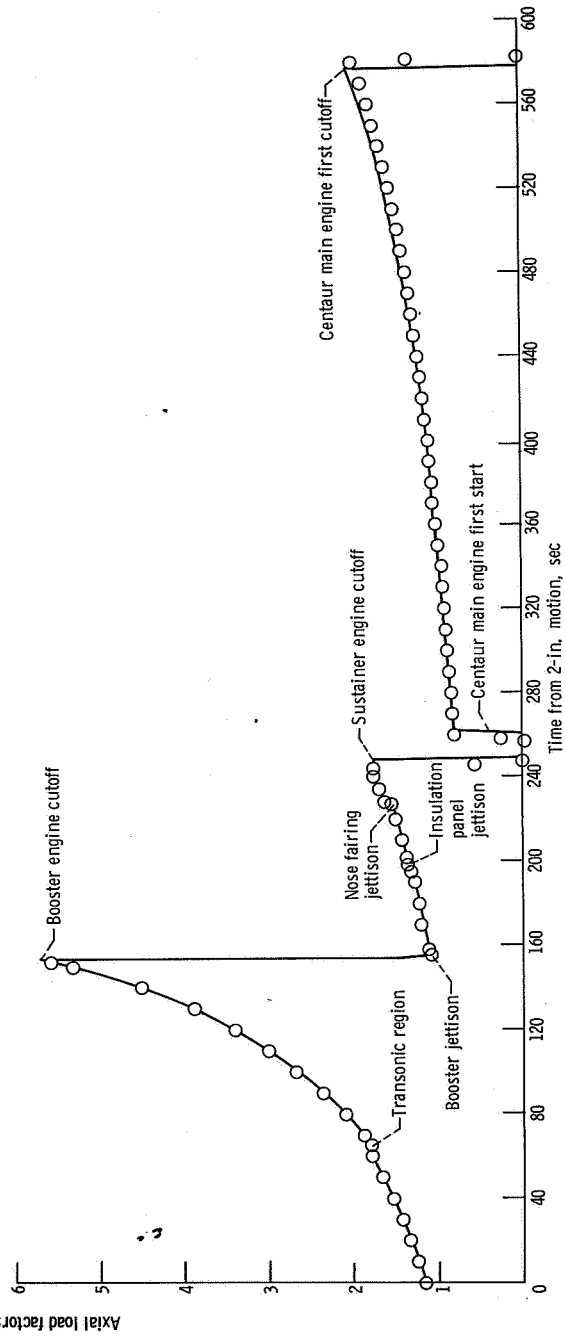 Axial load factors
6
5
4
3
2
1
0
40
80
120
160
200
240
280
320
360
400
440
480
520
560
600
Time from 2-in. motion, sec
Transonic region
Booster engine cutoff
Booster jettison
Nose fairing
jettison
Insulation
panel
jettison
Sustainer engine cutoff
Centaur main engine first start
Centaur main engine first cutoff